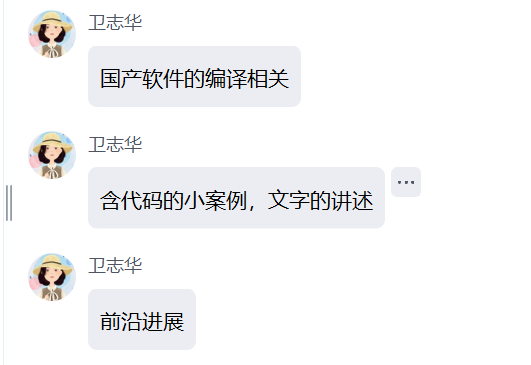 卫志华
国产软件的编译相关
卫志华
含代码的小案例，文字的讲述
卫志华
前沿进展